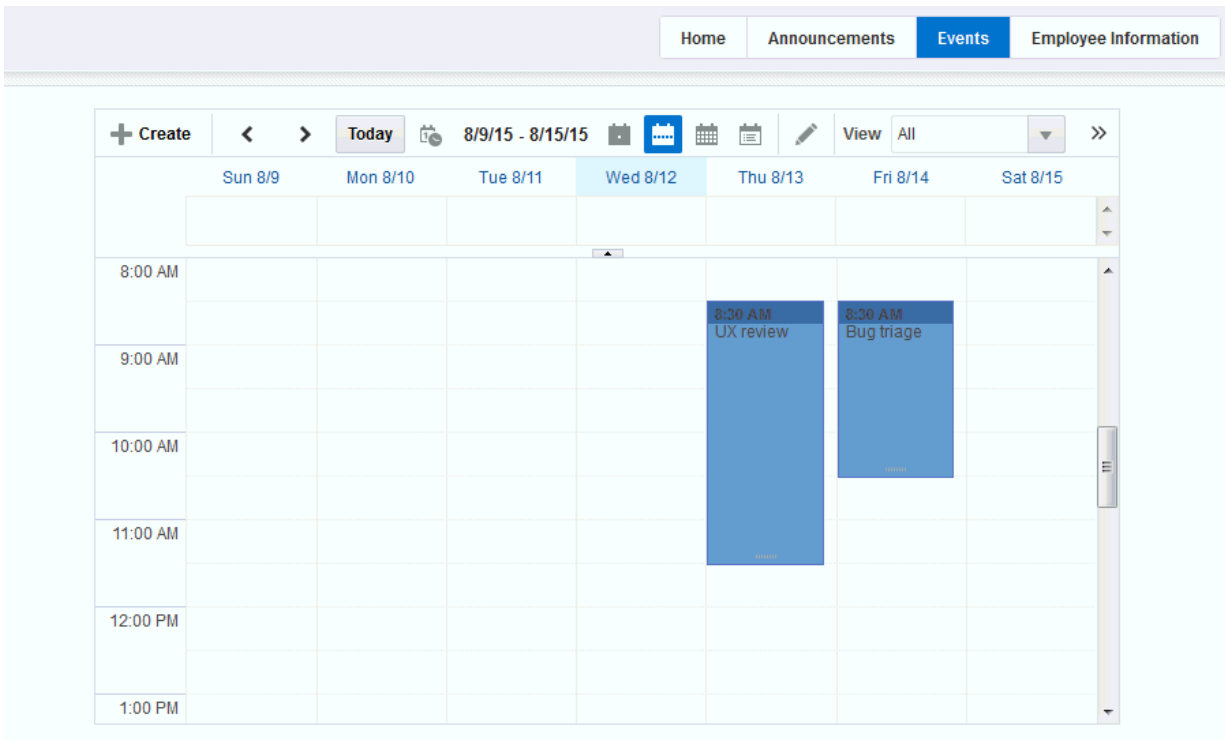 Home Announcements Events Employee Information
Create Today 8/9/15 - 8/15/15 View All
Sun 8/9 Mon 8/10 Tue 8/11 Wed 8/12 Thu 8/13 Fri 8/14 Sat 8/15
8:00 AM
8:30 AM 8:30 AM
UX review Bug triage
9:00 AM
10:00 AM
11:00 AM
12:00 PM
1:00 PM